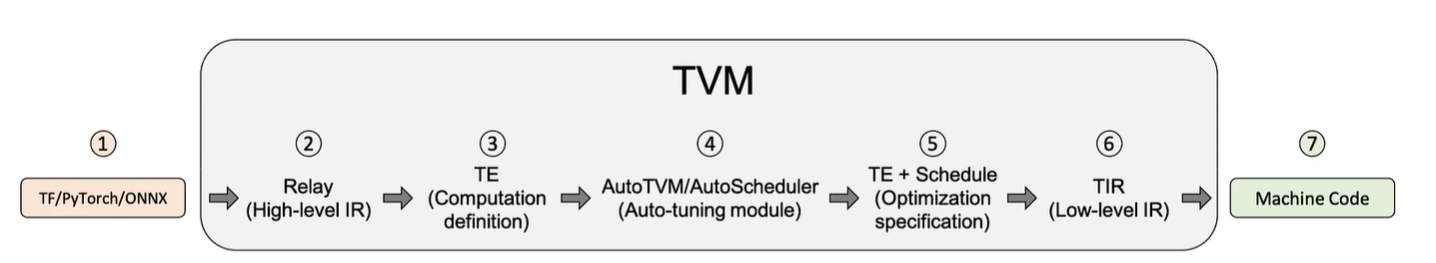 TVM
①
TF/PyTorch/ONNX
②
Relay
(High-level IR)
③
TE
(Computation
definition)
④
AutoTVM/AutoScheduler
(Auto-tuning module)
⑤
TE + Schedule
(Optimization
specification)
⑥
TIR
(Low-level IR)
⑦
Machine Code